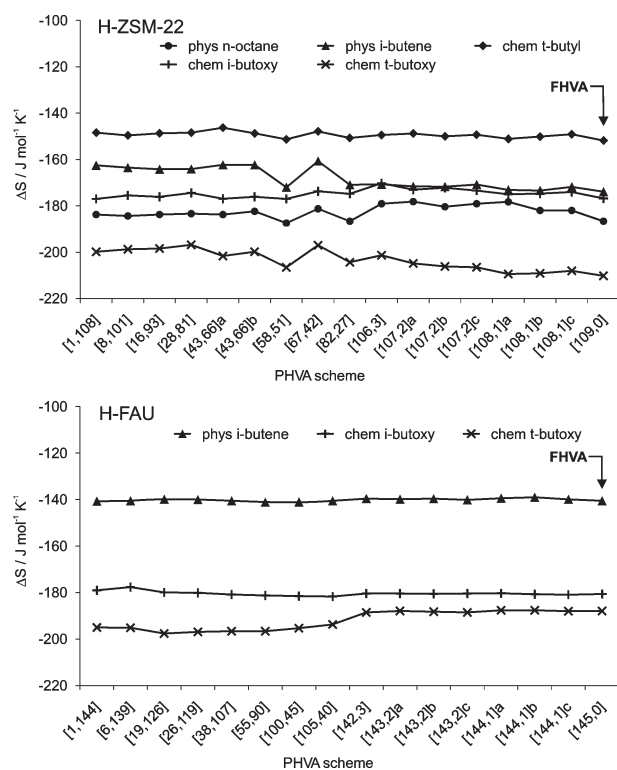 H-ZSM-22
phys n-octane phys i-butene chem t-butyl
chem i-butoxy chem t-butoxy
FHVA
-100
-120
-140
-160
-180
-200
-220
ΔS / J mol⁻¹ K⁻¹
[1,108] [8,101] [16,93] [28,81] [43,66]a [43,66]b [58,51] [67,42] [82,27] [106,3] [107,2]a [107,2]b [107,2]c [108,1]a [108,1]b [108,1]c [109,0]
PHVA scheme
H-FAU
phys i-butene chem i-butoxy chem t-butoxy
FHVA
-100
-120
-140
-160
-180
-200
-220
ΔS / J mol⁻¹ K⁻¹
[1,144] [6,139] [19,126] [26,119] [38,107] [55,90] [100,45] [105,40] [142,3] [143,2]a [143,2]b [143,2]c [144,1]a [144,1]b [144,1]c [145,0]
PHVA scheme